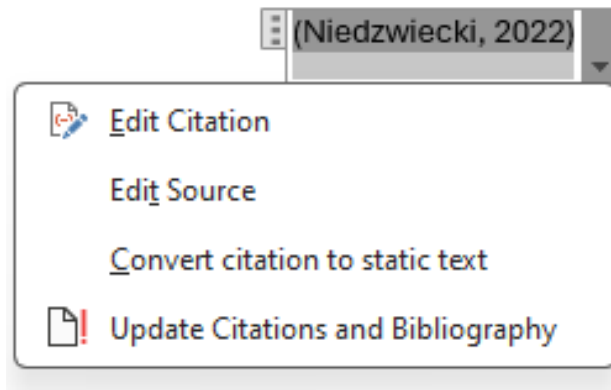 (Niedzwiecki, 2022)
Edit Citation
Edit Source
Convert citation to static text
Update Citations and Bibliography